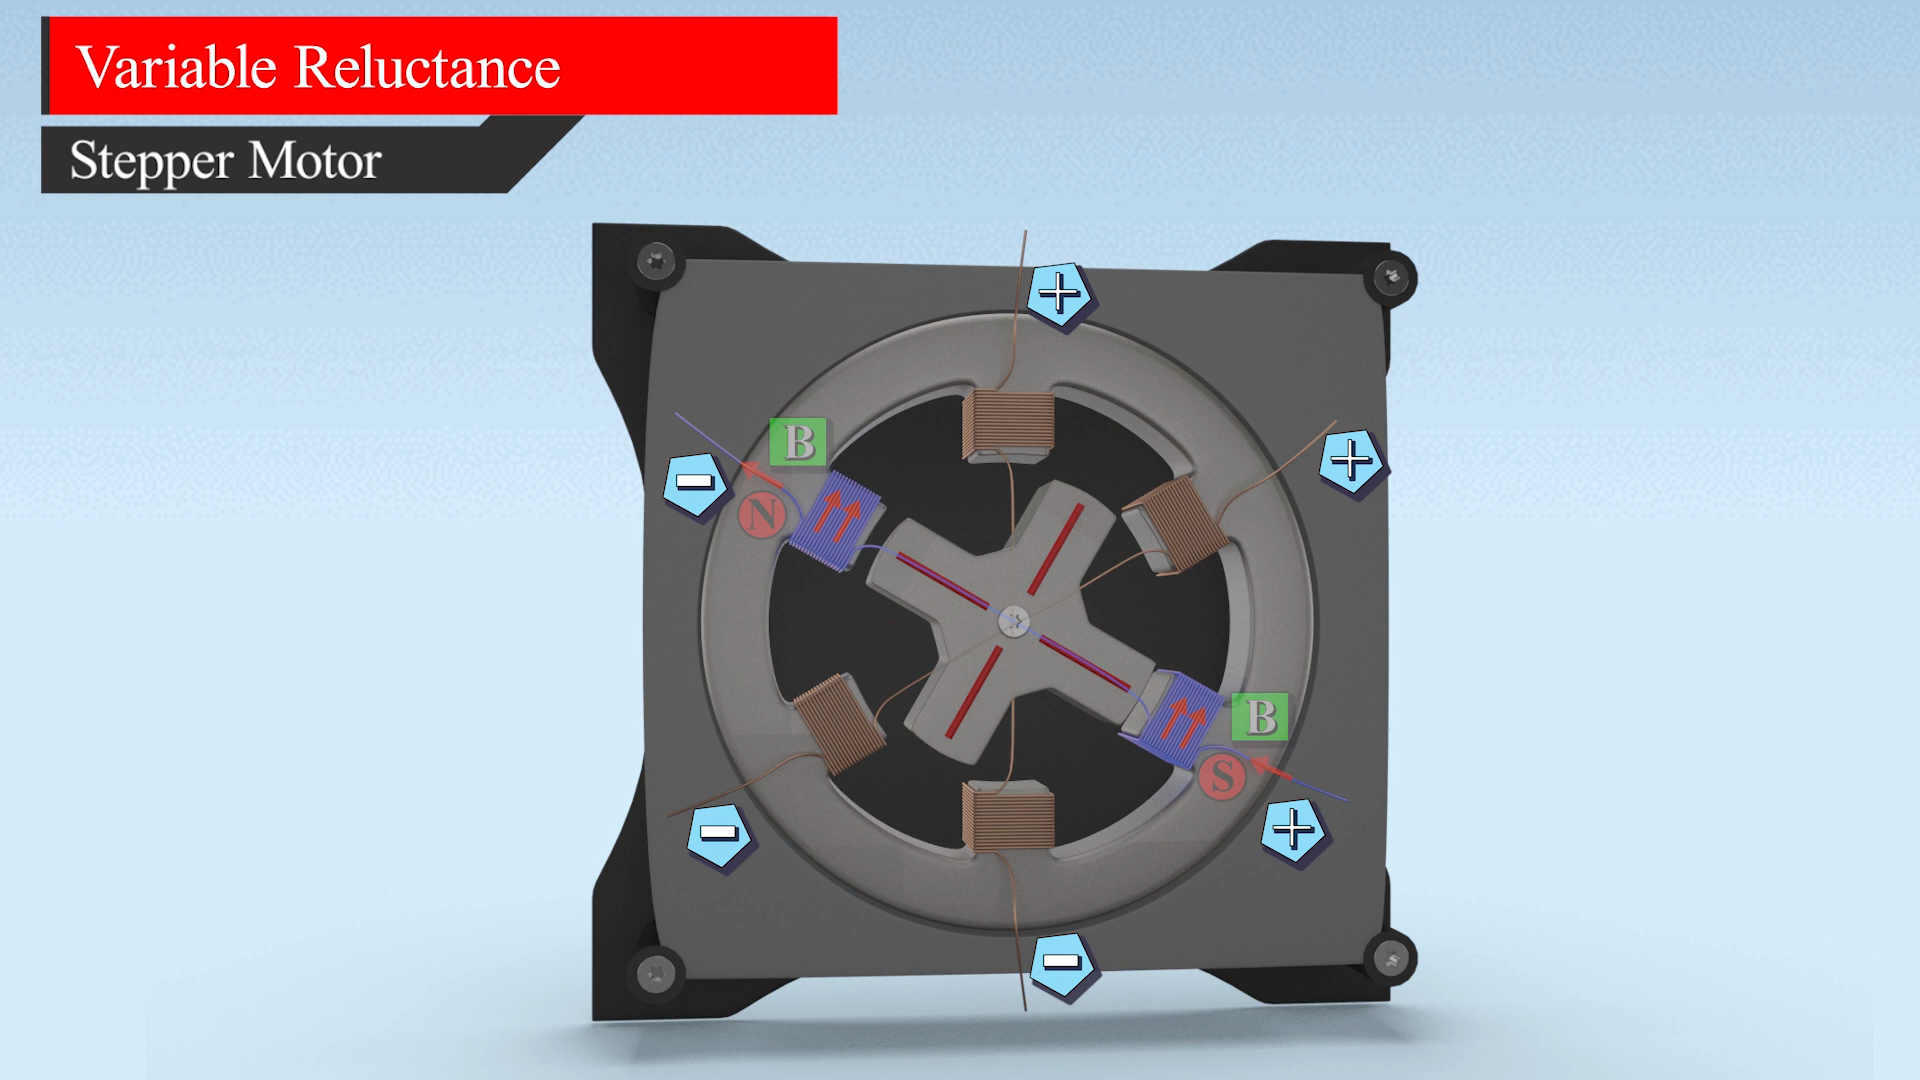 Variable Reluctance
Stepper Motor
+
+
B
−
N
B
S
−
+
−